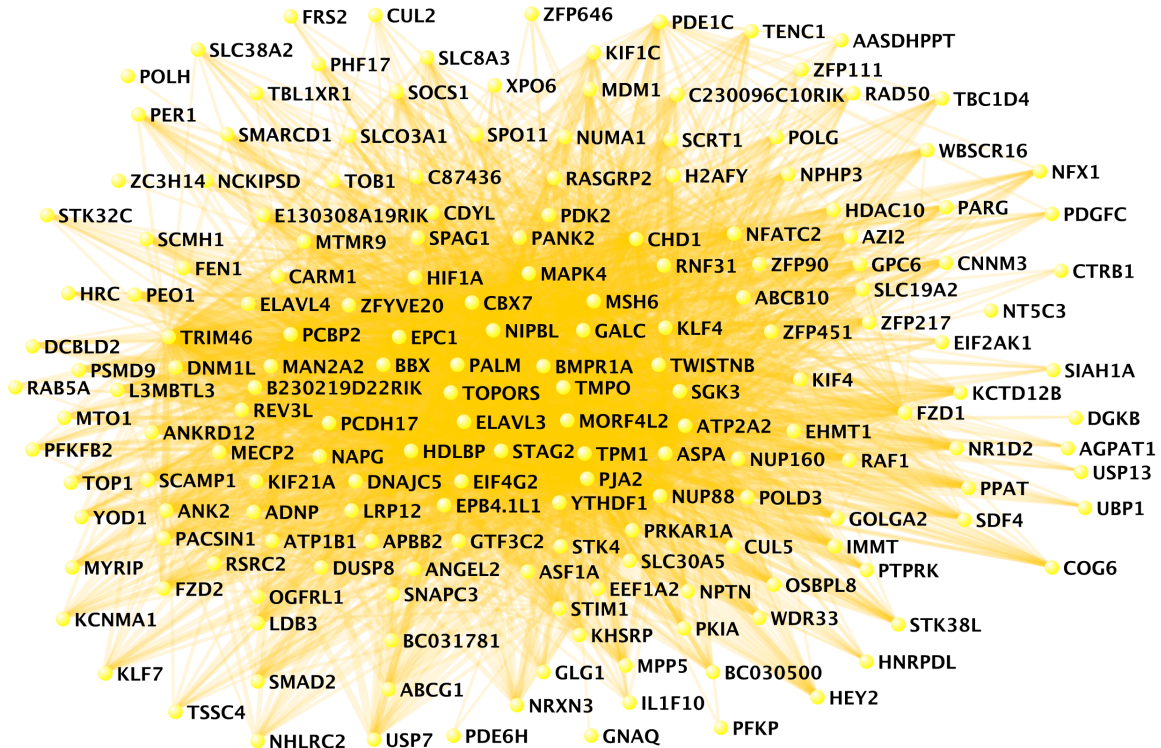 FRS2
CUL2
ZFP646
PDE1C
TENC1
AASDHPPT
SLC38A2
PHF17
SLC8A3
KIF1C
ZFP111
POLH
TBL1XR1
SOCS1
XPO6
MDM1
C230096C10RIK
RAD50
TBC1D4
PER1
SMARCD1
SLCO3A1
SPO11
NUMA1
SCRT1
POLG
WBSCR16
NFX1
ZC3H14
NCKIPSD
TOB1
C87436
RASGRP2
H2AFY
NPHP3
STK32C
E130308A19RIK
CDYL
PDK2
HDAC10
PARG
PDGFC
SCMH1
MTMR9
SPAG1
PANK2
CHD1
NFATC2
AZI2
FEN1
CARM1
HIF1A
MAPK4
RNF31
ZFP90
GPC6
CNNM3
CTRB1
HRC
PEO1
ELAVL4
ZFYVE20
CBX7
MSH6
ABCB10
SLC19A2
NT5C3
TRIM46
PCBP2
EPC1
NIPBL
GALC
KLF4
ZFP451
ZFP217
EIF2AK1
DCBLD2
PSMD9
DNM1L
MAN2A2
BBX
PALM
BMPR1A
TWISTNB
SIAH1A
RAB5A
L3MBTL3
B230219D22RIK
TOPORS
TMPO
SGK3
KIF4
KCTD12B
MTO1
REV3L
PCDH17
ELAVL3
MORF4L2
ATP2A2
EHMT1
FZD1
DGKB
ANKRD12
PFKFB2
MECP2
NAPG
HDLBP
STAG2
TPM1
ASPA
NUP160
RAF1
NR1D2
AGPAT1
USP13
TOP1
SCAMP1
KIF21A
DNAJC5
EIF4G2
PJA2
NUP88
POLD3
PPAT
UBP1
YOD1
ANK2
ADNP
LRP12
EPB4.1L1
YTHDF1
PRKAR1A
GOLGA2
SDF4
PACSIN1
ATP1B1
APBB2
GTF3C2
STK4
SLC30A5
CUL5
IMMT
MYRIP
RSRC2
DUSP8
ANGEL2
ASF1A
PTPRK
COG6
FZD2
OGFRL1
SNAPC3
EEF1A2
NPTN
OSBPL8
KCNMA1
LDB3
STIM1
WDR33
STK38L
BC031781
KHSRP
PKIA
HNRPDL
KLF7
SMAD2
ABCG1
GLG1
MPP5
BC030500
TSSC4
NRXN3
IL1F10
HEY2
NHLRC2
USP7
PDE6H
GNAQ
PFKP